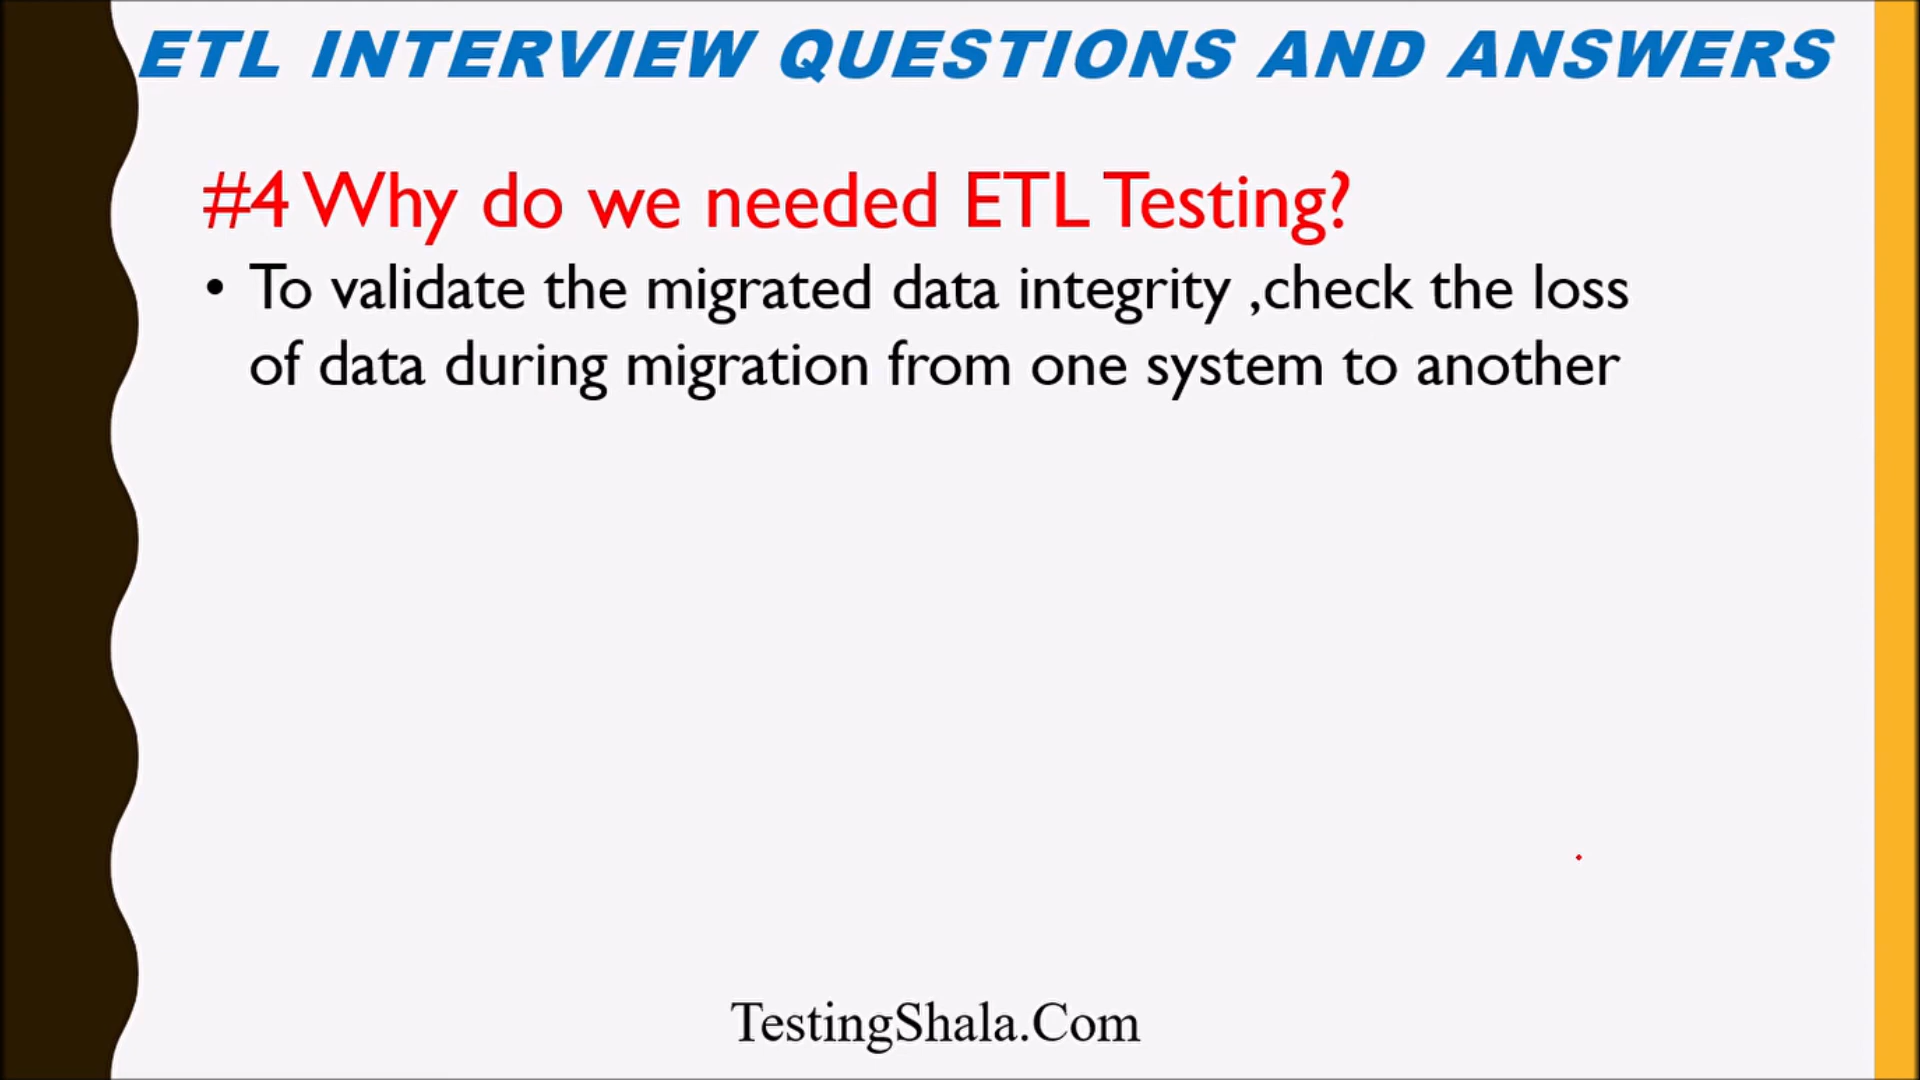 ETL INTERVIEW QUESTIONS AND ANSWERS
#4 Why do we needed ETL Testing?
• To validate the migrated data integrity ,check the loss
of data during migration from one system to another
TestingShala.Com